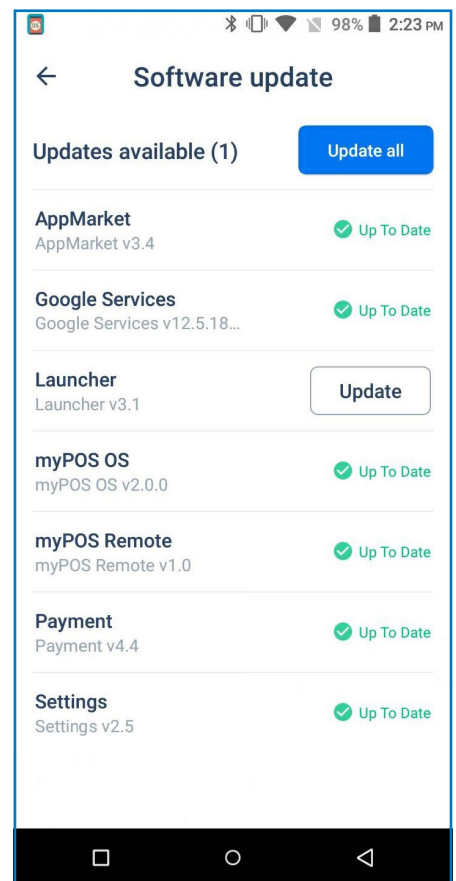 98% 2:23 PM
Software update
Updates available (1)
Update all
AppMarket
AppMarket v3.4
Up To Date
Google Services
Google Services v12.5.18...
Up To Date
Launcher
Launcher v3.1
Update
myPOS OS
myPOS OS v2.0.0
Up To Date
myPOS Remote
myPOS Remote v1.0
Up To Date
Payment
Payment v4.4
Up To Date
Settings
Settings v2.5
Up To Date